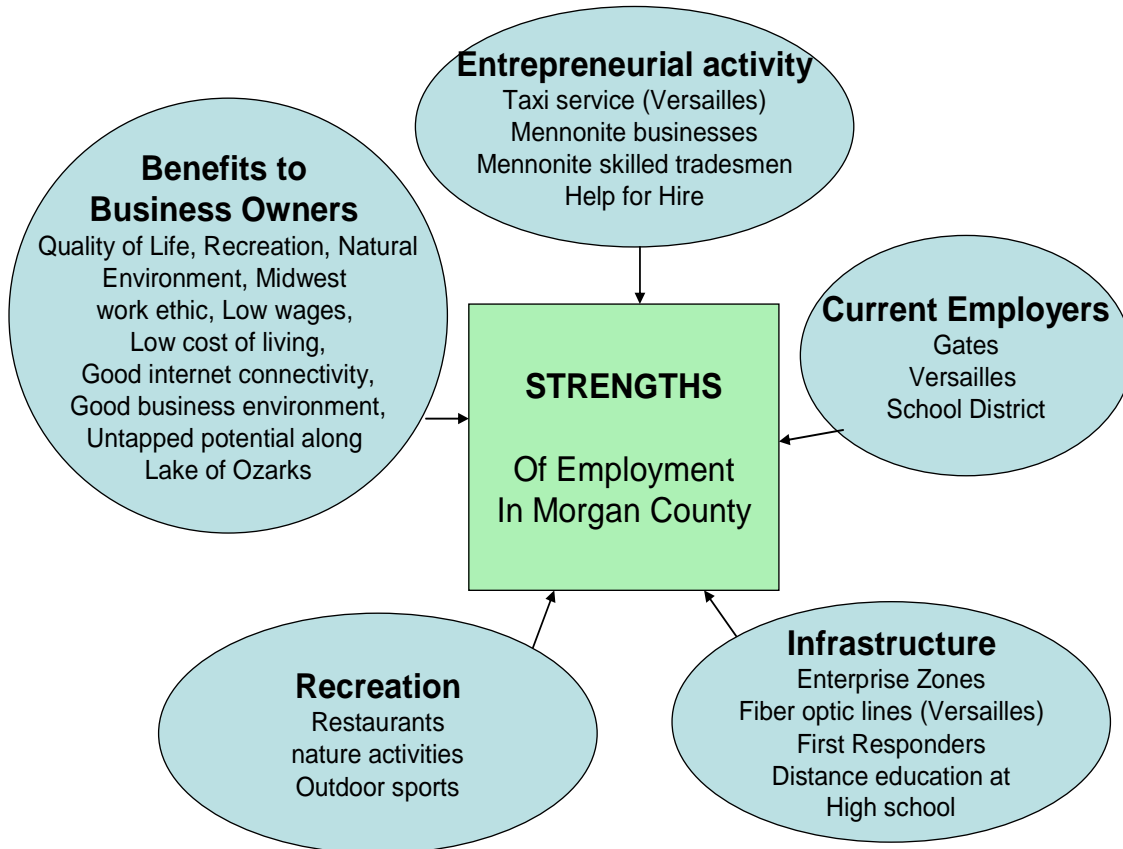 Entrepreneurial activity
Taxi service (Versailles)
Mennonite businesses
Mennonite skilled tradesmen
Help for Hire
Benefits to
Business Owners
Quality of Life, Recreation, Natural
Environment, Midwest
work ethic, Low wages,
Low cost of living,
Good internet connectivity,
Good business environment,
Untapped potential along
Lake of Ozarks
Current Employers
Gates
Versailles
School District
STRENGTHS
Of Employment
In Morgan County
Recreation
Restaurants
nature activities
Outdoor sports
Infrastructure
Enterprise Zones
Fiber optic lines (Versailles)
First Responders
Distance education at
High school